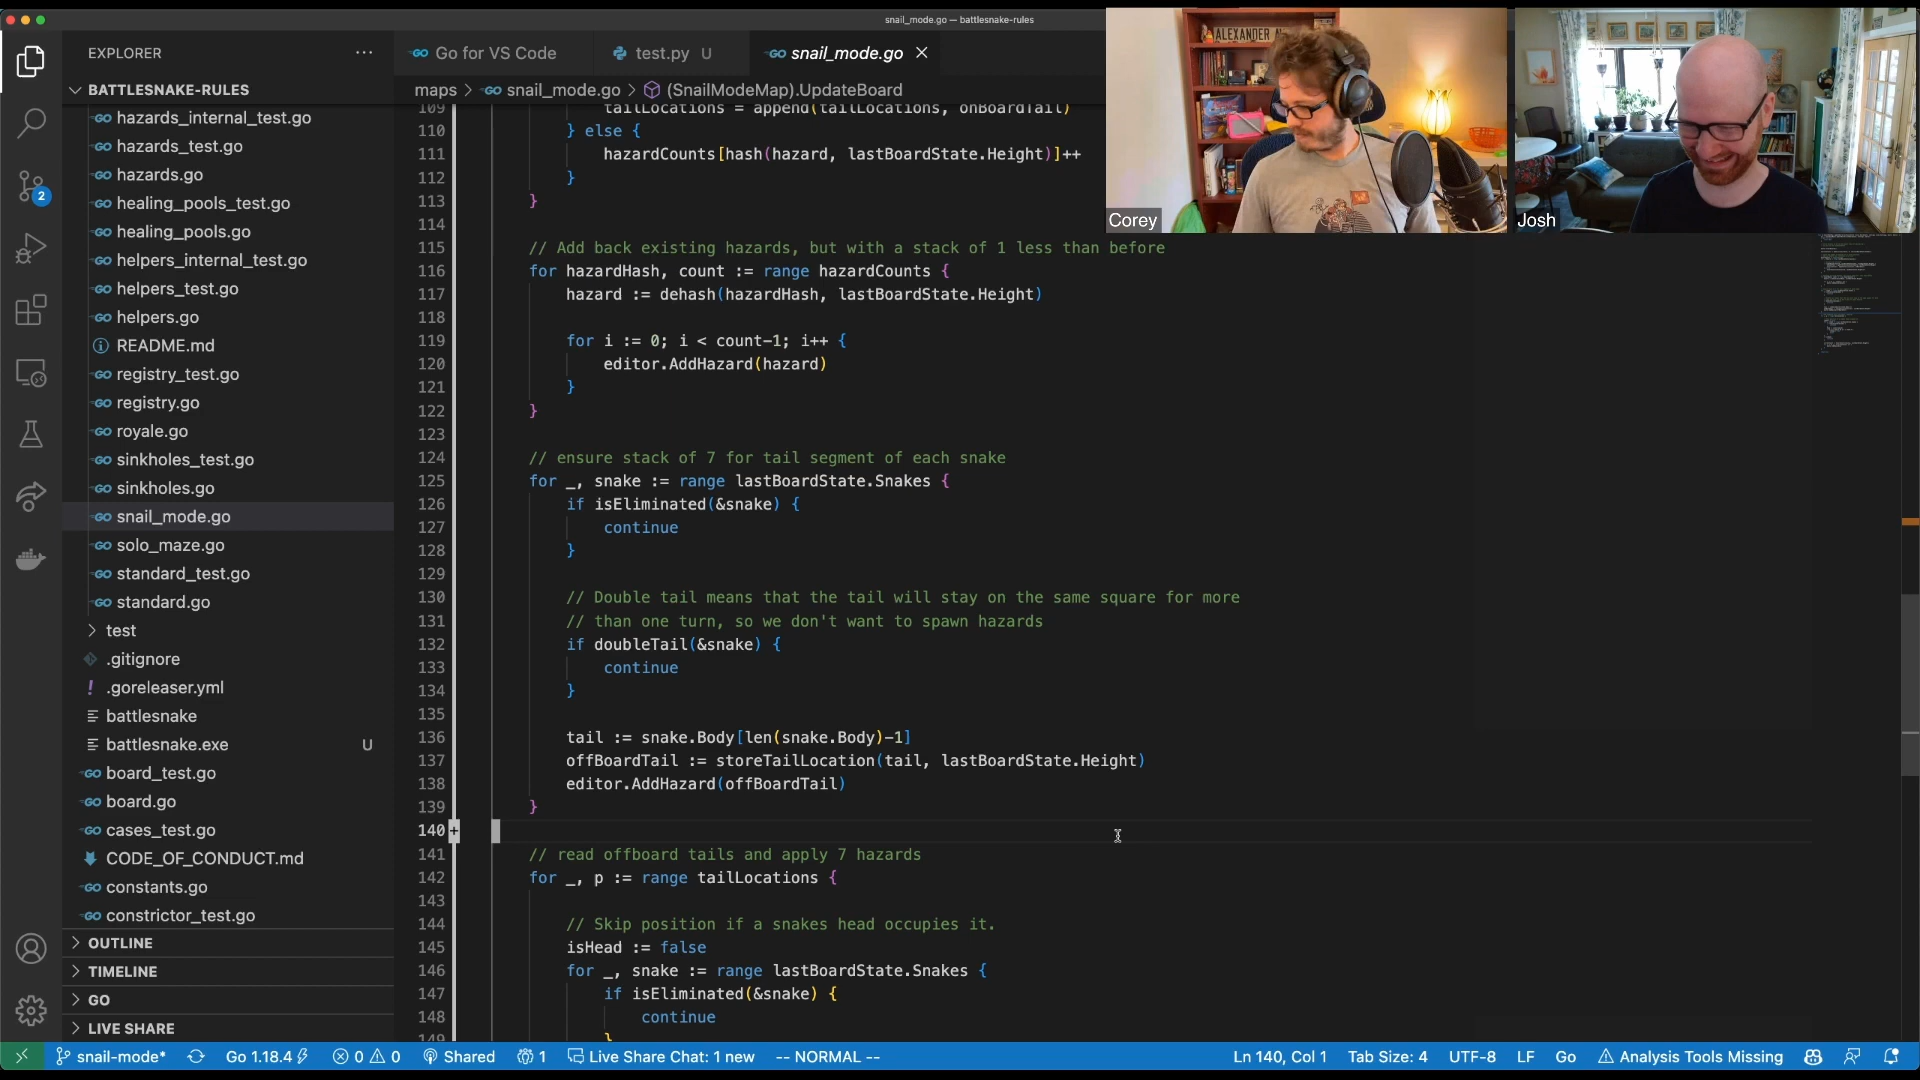 snail_mode.go — battlesnake-rules
EXPLORER
...
BATTLESNAKE-RULES
hazards_internal_test.go
hazards_test.go
hazards.go
healing_pools_test.go
healing_pools.go
helpers_internal_test.go
helpers_test.go
helpers.go
README.md
registry_test.go
registry.go
royale.go
sinkholes_test.go
sinkholes.go
snail_mode.go
solo_maze.go
standard_test.go
standard.go
test
.gitignore
.goreleaser.yml
battlesnake
battlesnake.exe U
board_test.go
board.go
cases_test.go
CODE_OF_CONDUCT.md
constants.go
constrictor_test.go
OUTLINE
TIMELINE
GO
LIVE SHARE
2
Go for VS Code
test.py U
snail_mode.go
maps > snail_mode.go > (SnailModeMap).UpdateBoard
109 tailLocations = append(tailLocations, onBoardTail)
110 } else {
111 hazardCounts[hash(hazard, lastBoardState.Height)]++
112 }
113 }
114
115 // Add back existing hazards, but with a stack of 1 less than before
116 for hazardHash, count := range hazardCounts {
117 hazard := dehash(hazardHash, lastBoardState.Height)
118
119 for i := 0; i < count-1; i++ {
120 editor.AddHazard(hazard)
121 }
122 }
123
124 // ensure stack of 7 for tail segment of each snake
125 for _, snake := range lastBoardState.Snakes {
126 if isEliminated(&snake) {
127 continue
128 }
129
130 // Double tail means that the tail will stay on the same square for more
131 // than one turn, so we don't want to spawn hazards
132 if doubleTail(&snake) {
133 continue
134 }
135
136 tail := snake.Body[len(snake.Body)-1]
137 offBoardTail := storeTailLocation(tail, lastBoardState.Height)
138 editor.AddHazard(offBoardTail)
139 }
140 +
141 // read offboard tails and apply 7 hazards
142 for _, p := range tailLocations {
143
144 // Skip position if a snakes head occupies it.
145 isHead := false
146 for _, snake := range lastBoardState.Snakes {
147 if isEliminated(&snake) {
148 continue
149 }
Corey
Josh
snail-mode* Go 1.18.4 0 0 Shared 1 Live Share Chat: 1 new -- NORMAL -- Ln 140, Col 1 Tab Size: 4 UTF-8 LF Go Analysis Tools Missing